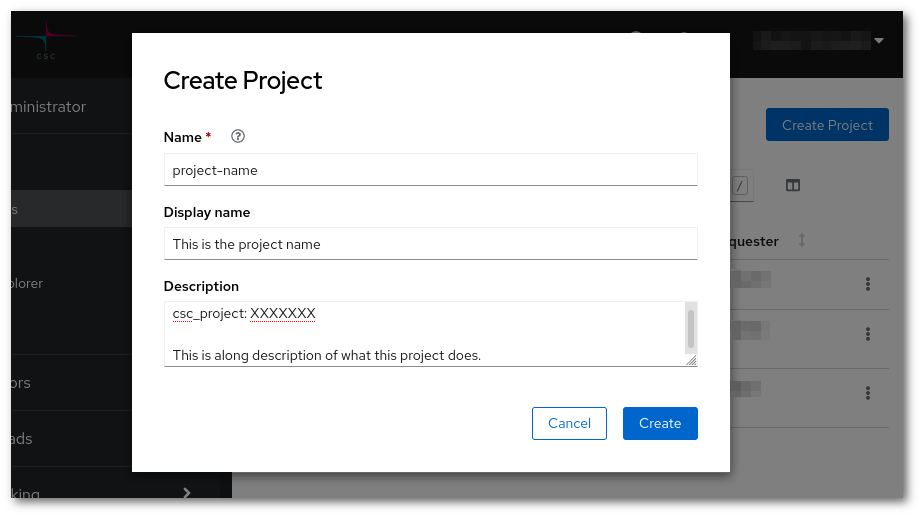 CSC
ministrator
Create Project
s
/
quester
plorer
ors
ads
king
Create Project
Name *
project-name
Display name
This is the project name
Description
csc_project: XXXXXXX
This is along description of what this project does.
Cancel
Create